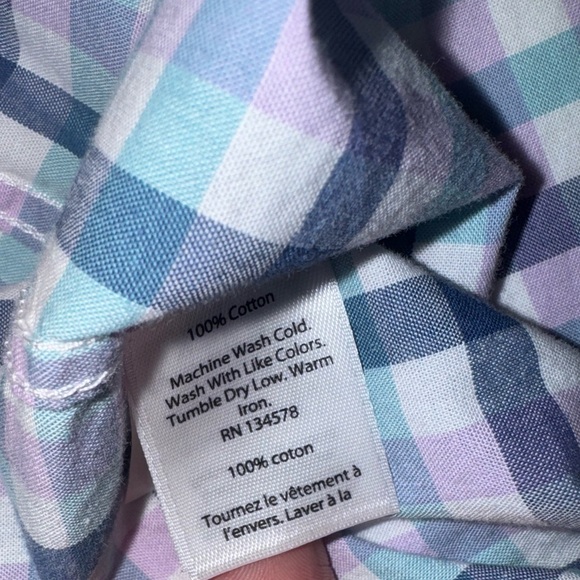 100% Cotton
Machine Wash Cold.
Wash With Like Colors.
Tumble Dry Low. Warm
Iron.
RN 134578
100% coton
Tournez le vêtement à
l'envers. Laver à la